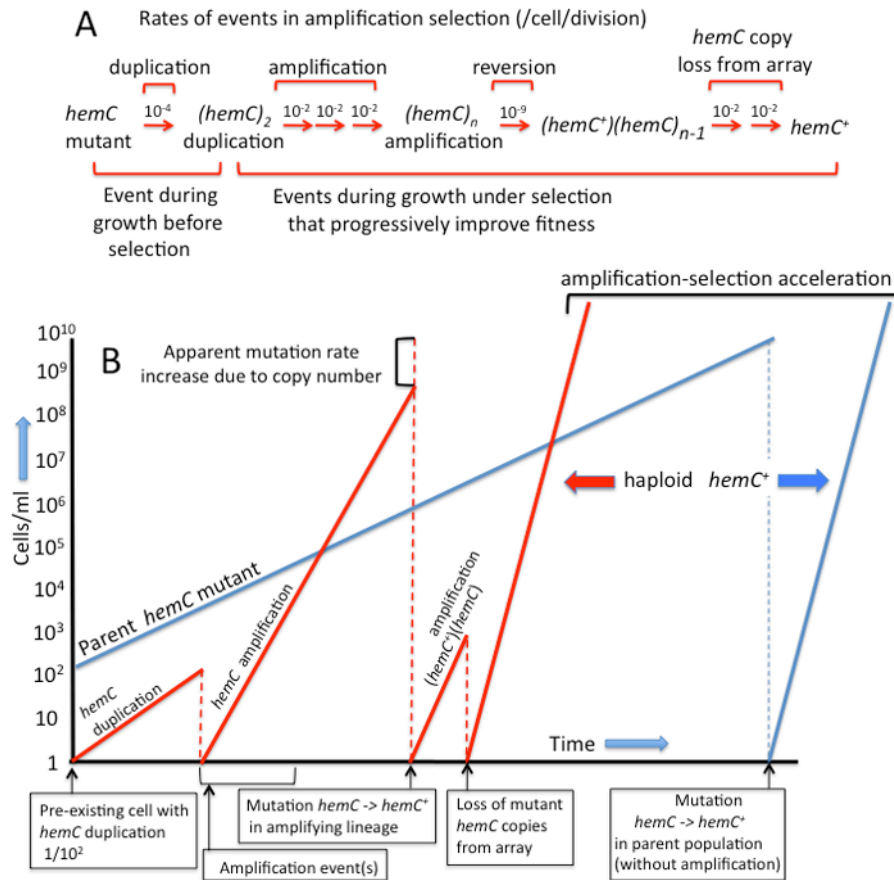 A
Rates of events in amplification selection (/cell/division)
duplication
amplification
reversion
hemC copy
loss from array
hemC
mutant
10-4
(hemC)2
duplication
10-2 10-2 10-2
(hemC)n
amplification
10-9
(hemC+)(hemC)n-1
10-2 10-2
hemC+
Event during
growth before
selection
Events during growth under selection
that progressively improve fitness
amplification-selection acceleration
B
Apparent mutation rate
increase due to copy number
Cells/ml
1010
109
108
107
106
105
104
103
102
10
1
Parent hemC mutant
hemC
duplication
hemC amplification
amplification
(hemC+)(hemC)
haploid hemC+
Time
Pre-existing cell with
hemC duplication
1/102
Amplification event(s)
Mutation hemC -> hemC+
in amplifying lineage
Loss of mutant
hemC copies
from array
Mutation
hemC -> hemC+
in parent population
(without amplification)